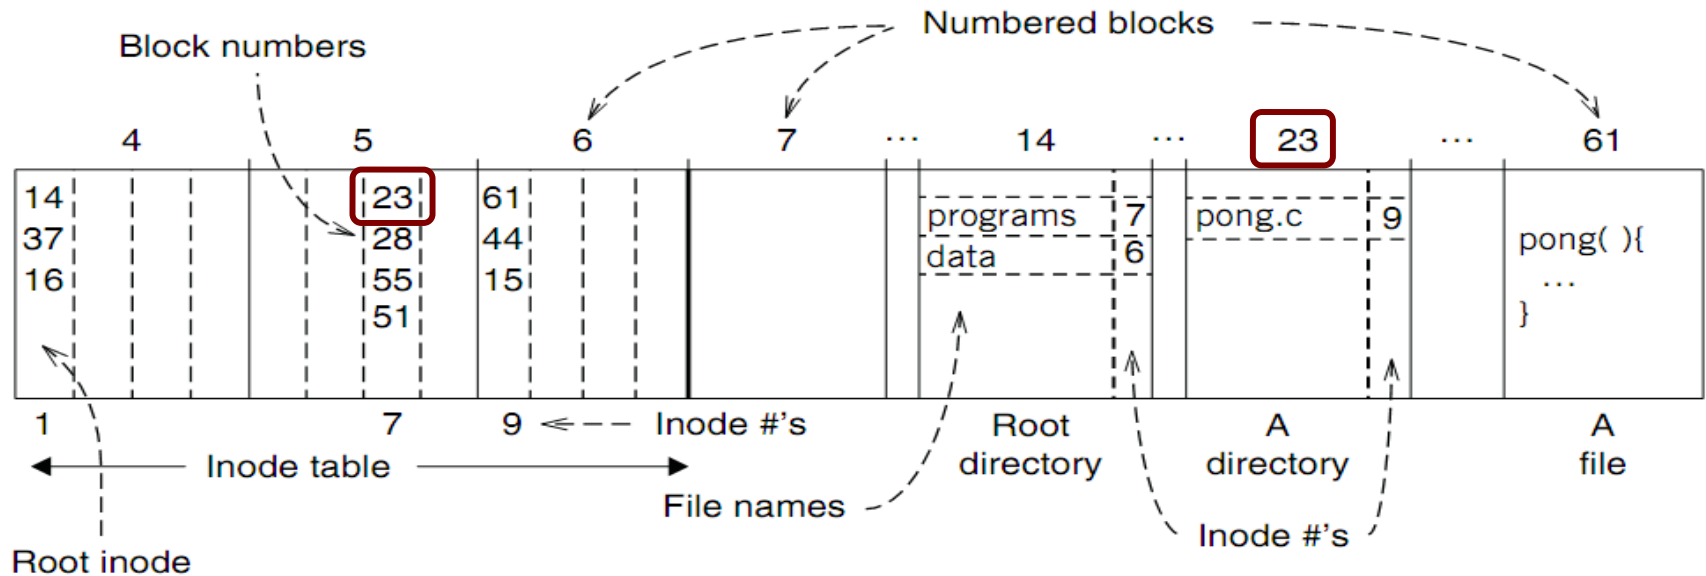 Numbered blocks
Block numbers
4 5 6 7 ... 14 ... 23 ... 61
14 23 61
programs 7 pong.c 9
37 28 44
pong( ){
data 6
16 55 15
...
51
}
1 7 9 Inode #'s Root A A
Inode table directory directory file
File names
Inode #'s
Root inode